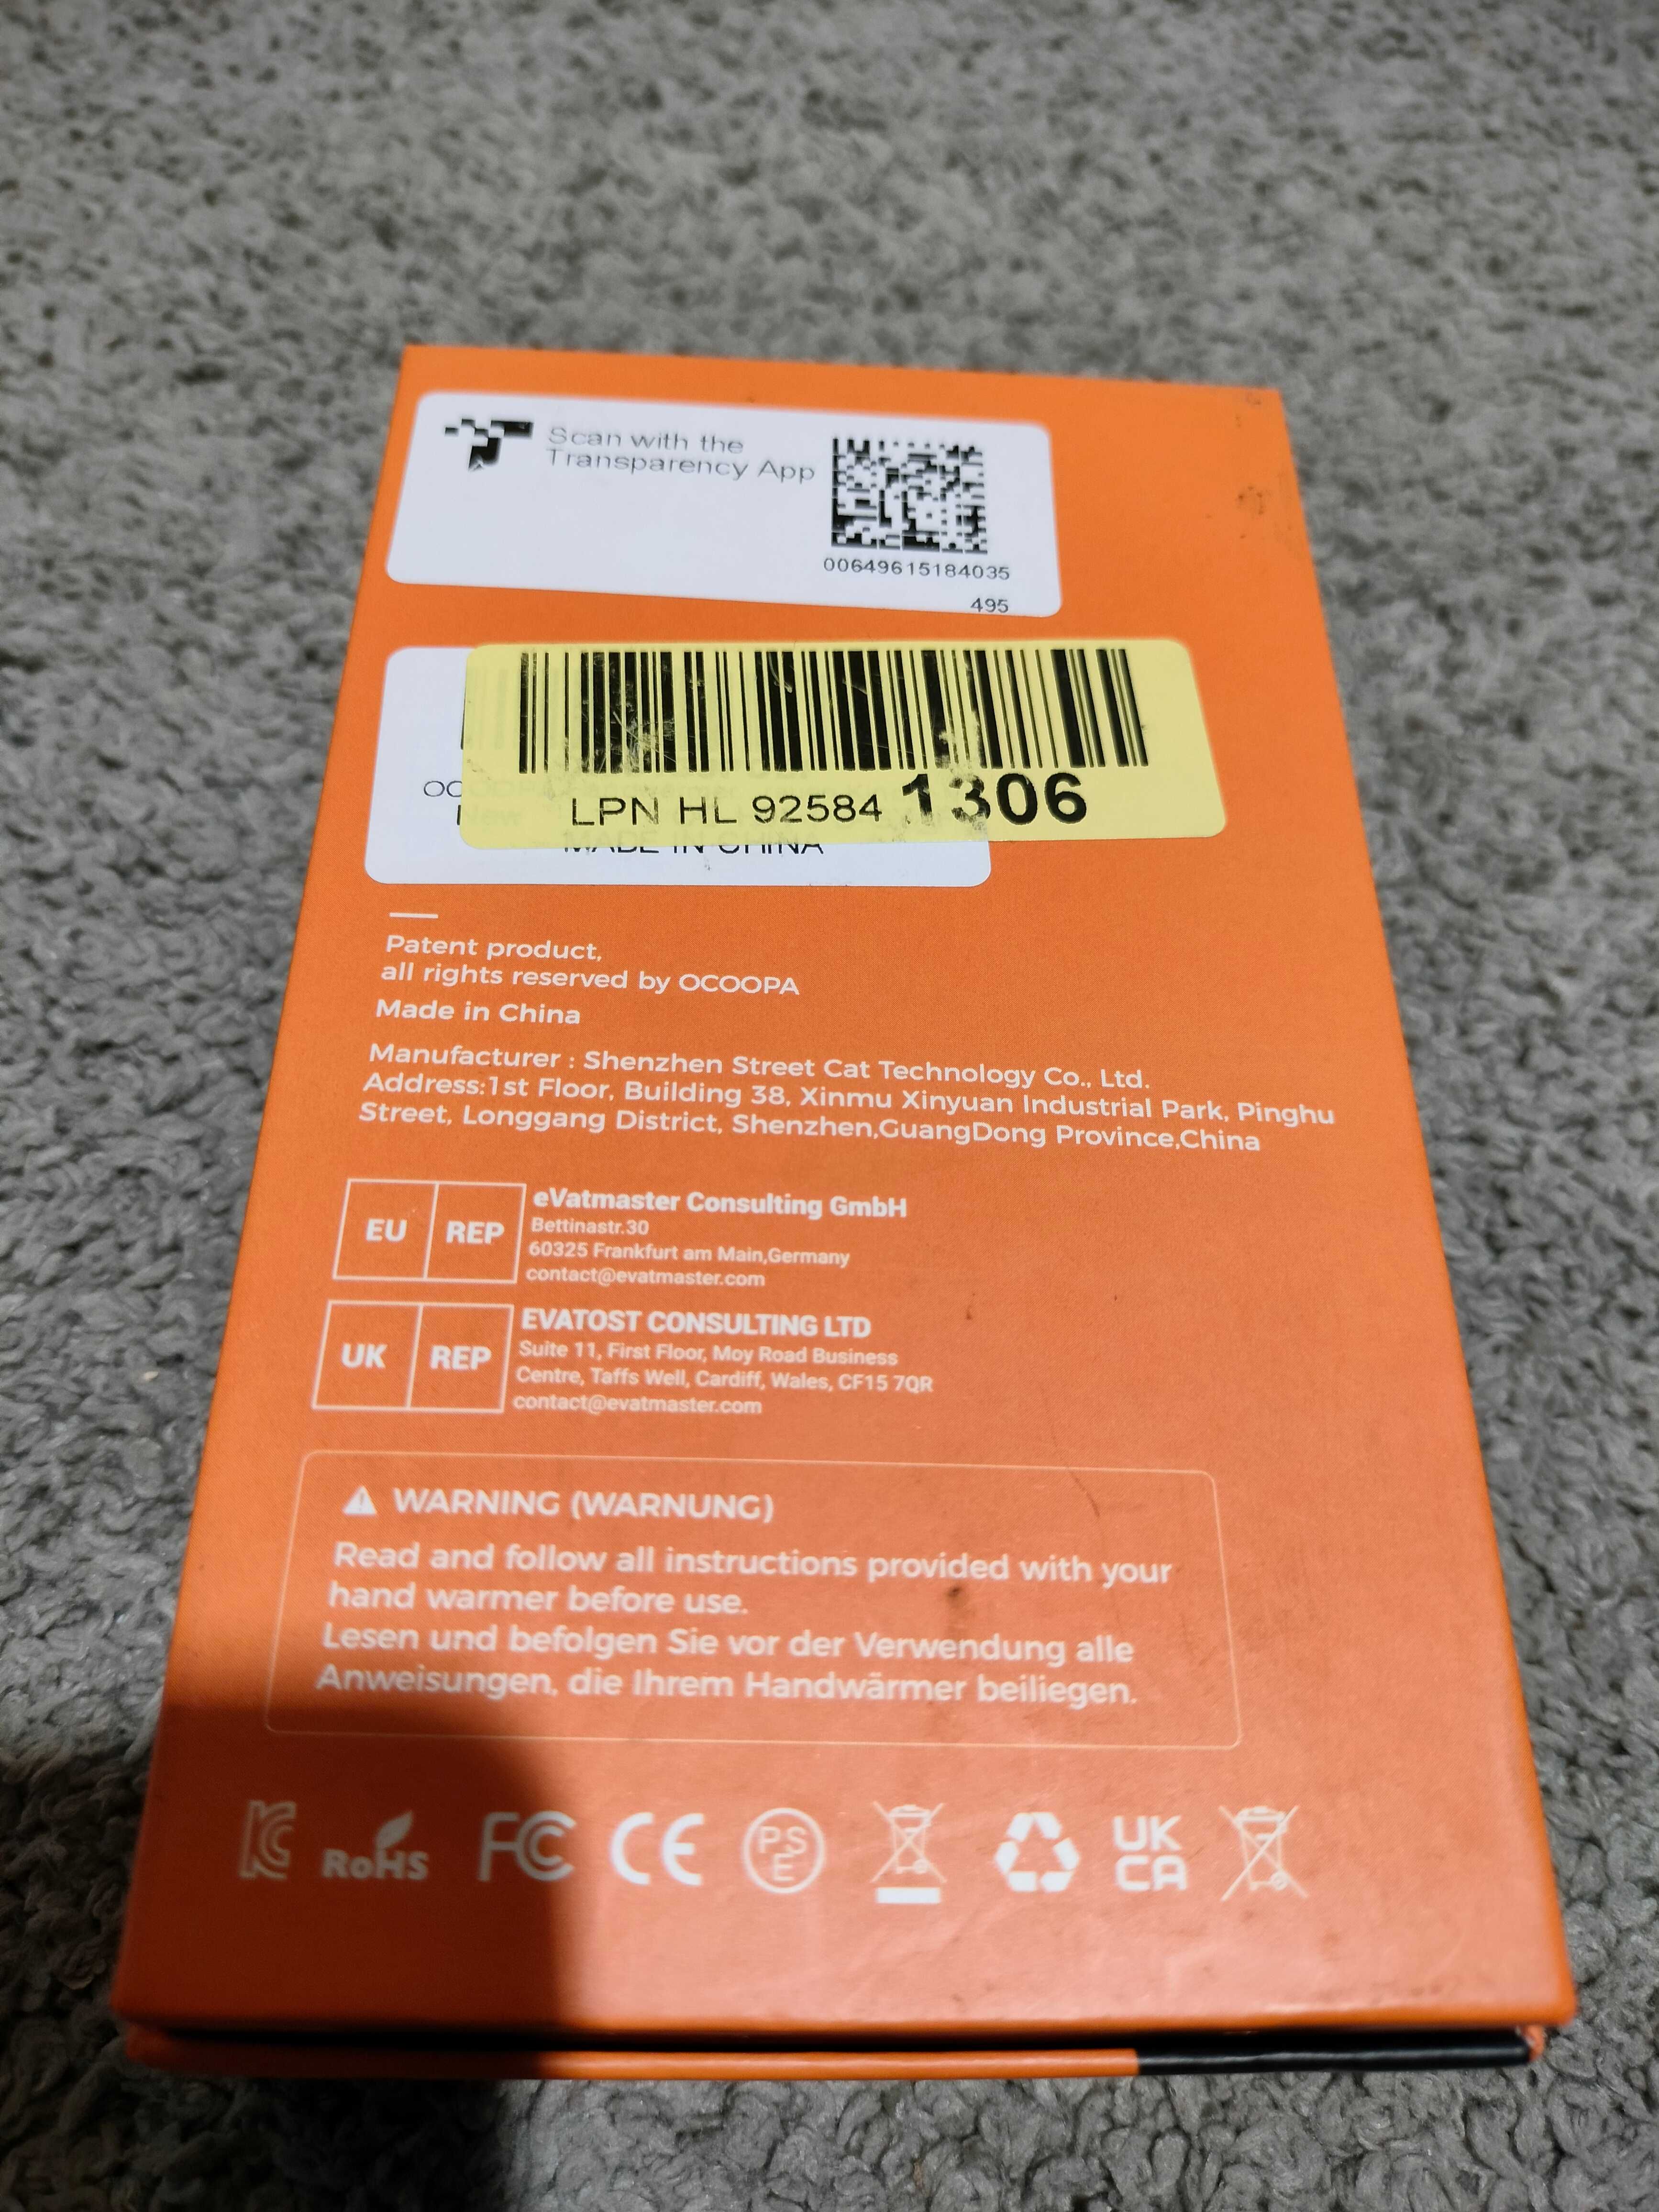 Scan with the
Transparency App
00649615184035
495
LPN HL 92584 1306
New
MADE IN CHINA
Patent product,
all rights reserved by OCOOPA
Made in China
Manufacturer : Shenzhen Street Cat Technology Co., Ltd.
Address:1st Floor, Building 38, Xinmu Xinyuan Industrial Park, Pinghu
Street, Longgang District, Shenzhen,GuangDong Province,China
EU REP
eVatmaster Consulting GmbH
Bettinastr.30
60325 Frankfurt am Main,Germany
contact@evatmaster.com
UK REP
EVATOST CONSULTING LTD
Suite 11, First Floor, Moy Road Business
Centre, Taffs Well, Cardiff, Wales, CF15 7QR
contact@evatmaster.com
WARNING (WARNUNG)
Read and follow all instructions provided with your
hand warmer before use.
Lesen und befolgen Sie vor der Verwendung alle
Anweisungen, die Ihrem Handwärmer beiliegen.
RoHS FC CE PSE UK
CA